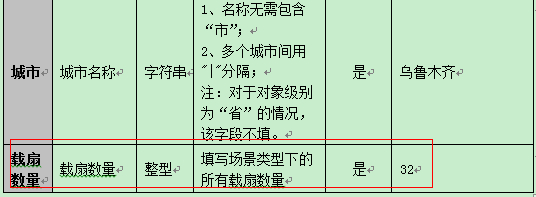 1、名称无需包含
“市”；
2、多个城市间用
"|"分隔；
城市 城市名称 字符串 注：对于对象级别 是 乌鲁木齐
为“省”的情况，
该字段不填。
载扇
数量 载扇数量 整型 填写场景类型下的
所有载扇数量 是 32